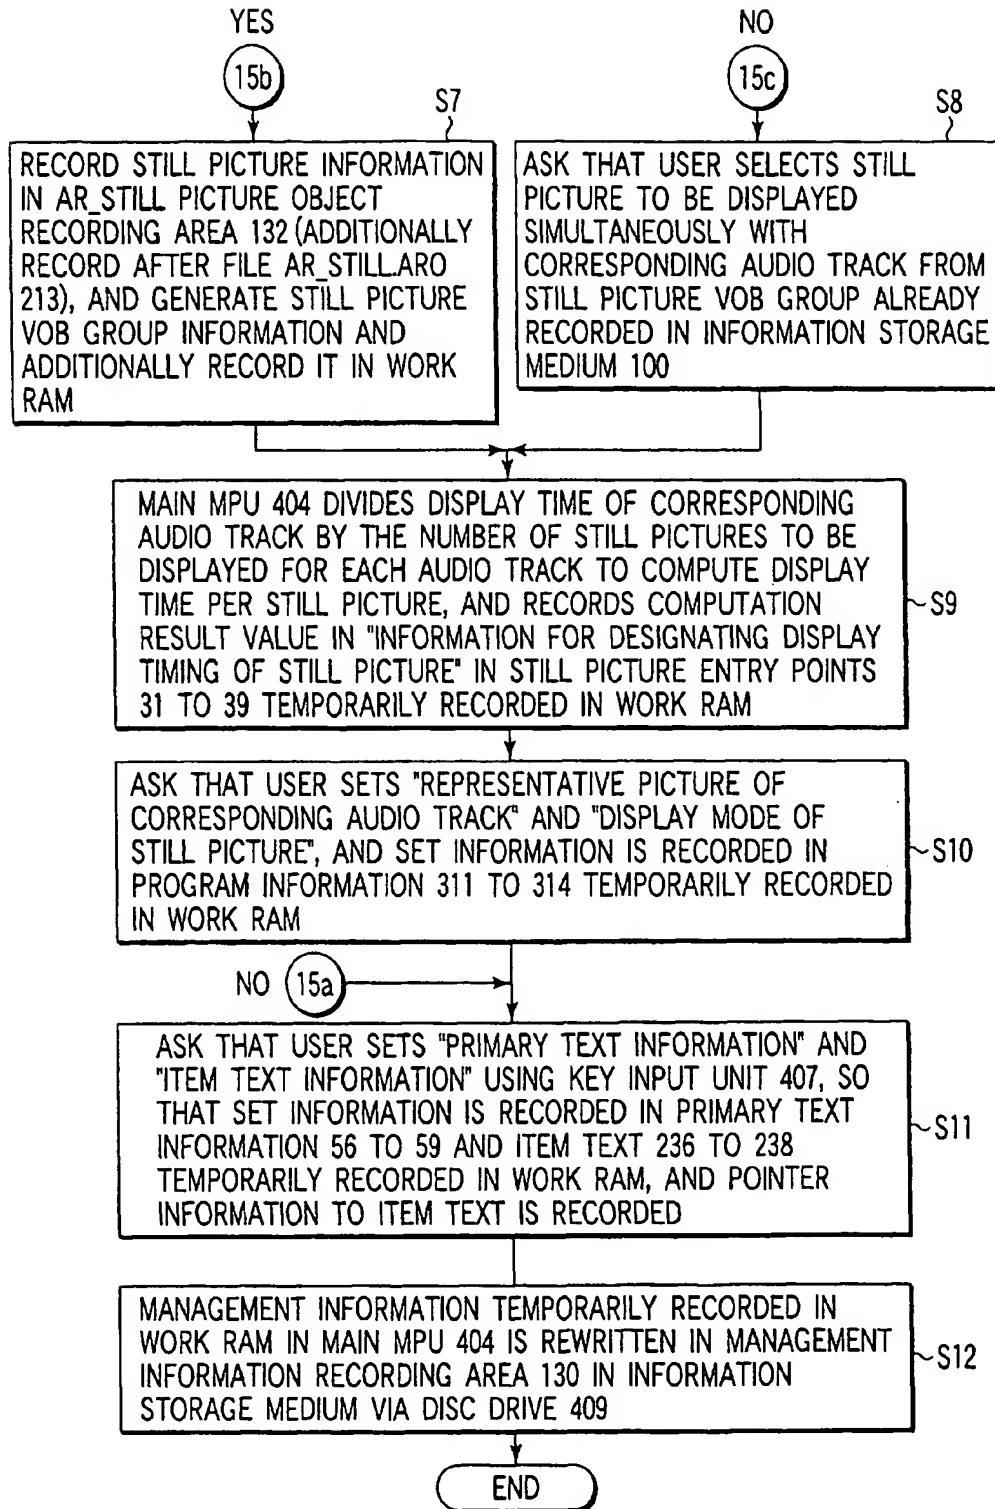 YES
15b
S7
RECORD STILL PICTURE INFORMATION
IN AR_STILL PICTURE OBJECT
RECORDING AREA 132 (ADDITIONALLY
RECORD AFTER FILE AR_STILL.ARO
213), AND GENERATE STILL PICTURE
VOB GROUP INFORMATION AND
ADDITIONALLY RECORD IT IN WORK
RAM
NO
15c
S8
ASK THAT USER SELECTS STILL
PICTURE TO BE DISPLAYED
SIMULTANEOUSLY WITH
CORRESPONDING AUDIO TRACK FROM
STILL PICTURE VOB GROUP ALREADY
RECORDED IN INFORMATION STORAGE
MEDIUM 100
MAIN MPU 404 DIVIDES DISPLAY TIME OF CORRESPONDING
AUDIO TRACK BY THE NUMBER OF STILL PICTURES TO BE
DISPLAYED FOR EACH AUDIO TRACK TO COMPUTE DISPLAY
TIME PER STILL PICTURE, AND RECORDS COMPUTATION
RESULT VALUE IN "INFORMATION FOR DESIGNATING DISPLAY
TIMING OF STILL PICTURE" IN STILL PICTURE ENTRY POINTS
31 TO 39 TEMPORARILY RECORDED IN WORK RAM
S9
ASK THAT USER SETS "REPRESENTATIVE PICTURE OF
CORRESPONDING AUDIO TRACK" AND "DISPLAY MODE OF
STILL PICTURE", AND SET INFORMATION IS RECORDED IN
PROGRAM INFORMATION 311 TO 314 TEMPORARILY RECORDED
IN WORK RAM
S10
NO 15a
ASK THAT USER SETS "PRIMARY TEXT INFORMATION" AND
"ITEM TEXT INFORMATION" USING KEY INPUT UNIT 407, SO
THAT SET INFORMATION IS RECORDED IN PRIMARY TEXT
INFORMATION 56 TO 59 AND ITEM TEXT 236 TO 238
TEMPORARILY RECORDED IN WORK RAM, AND POINTER
INFORMATION TO ITEM TEXT IS RECORDED
S11
MANAGEMENT INFORMATION TEMPORARILY RECORDED IN
WORK RAM IN MAIN MPU 404 IS REWRITTEN IN MANAGEMENT
INFORMATION RECORDING AREA 130 IN INFORMATION
STORAGE MEDIUM VIA DISC DRIVE 409
S12
END